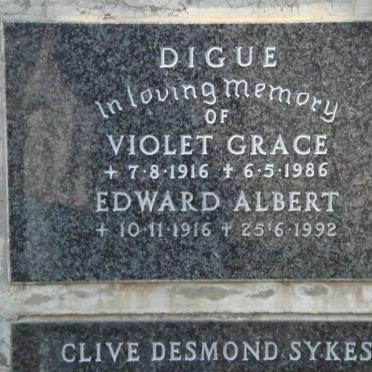 DIGUE
In loving memory
OF
VIOLET GRACE
+ 7·8·1916 ✝ 6·5·1986
EDWARD ALBERT
+ 10·11·1916 ✝ 25·6·1992
CLIVE DESMOND SYKES